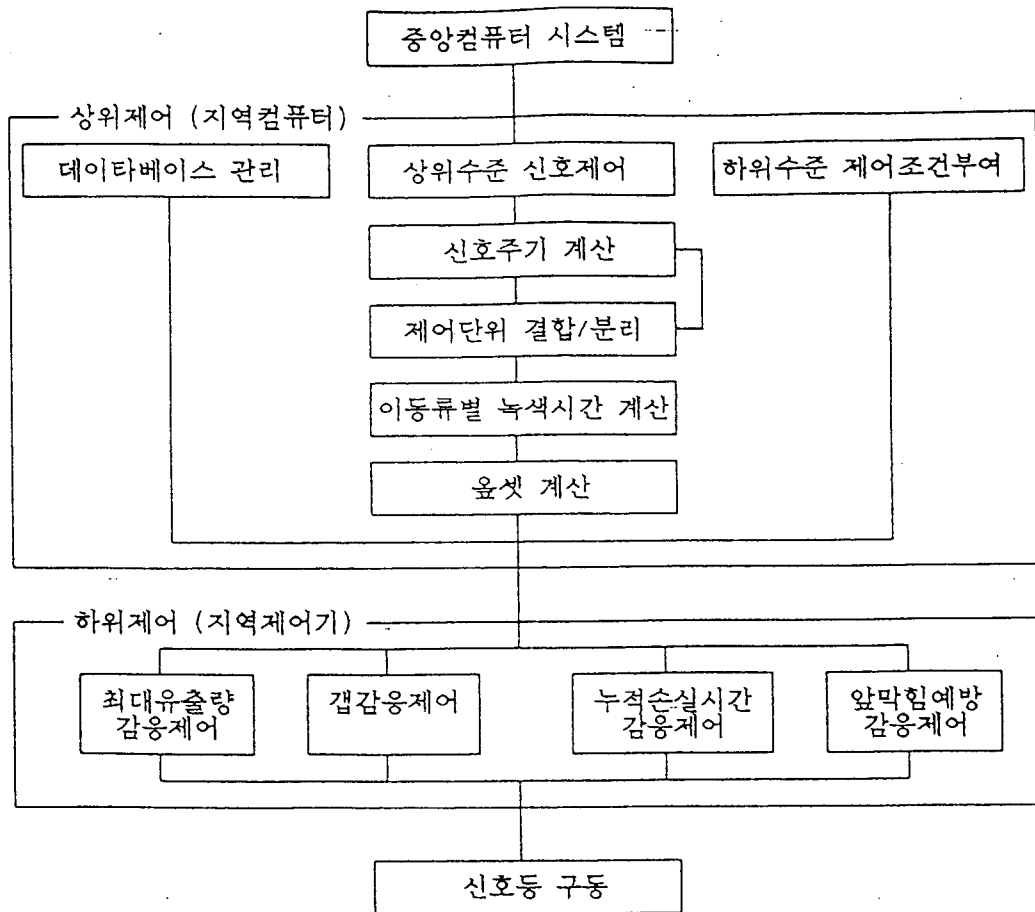 중앙컴퓨터 시스템
상위제어 (지역컴퓨터)
데이타베이스 관리
상위수준 신호제어
하위수준 제어조건부여
신호주기 계산
제어단위 결합/분리
이동류별 녹색시간 계산
옵셋 계산
하위제어 (지역제어기)
최대유출량
감응제어
갭감응제어
누적손실시간
감응제어
앞막힘예방
감응제어
신호등 구동